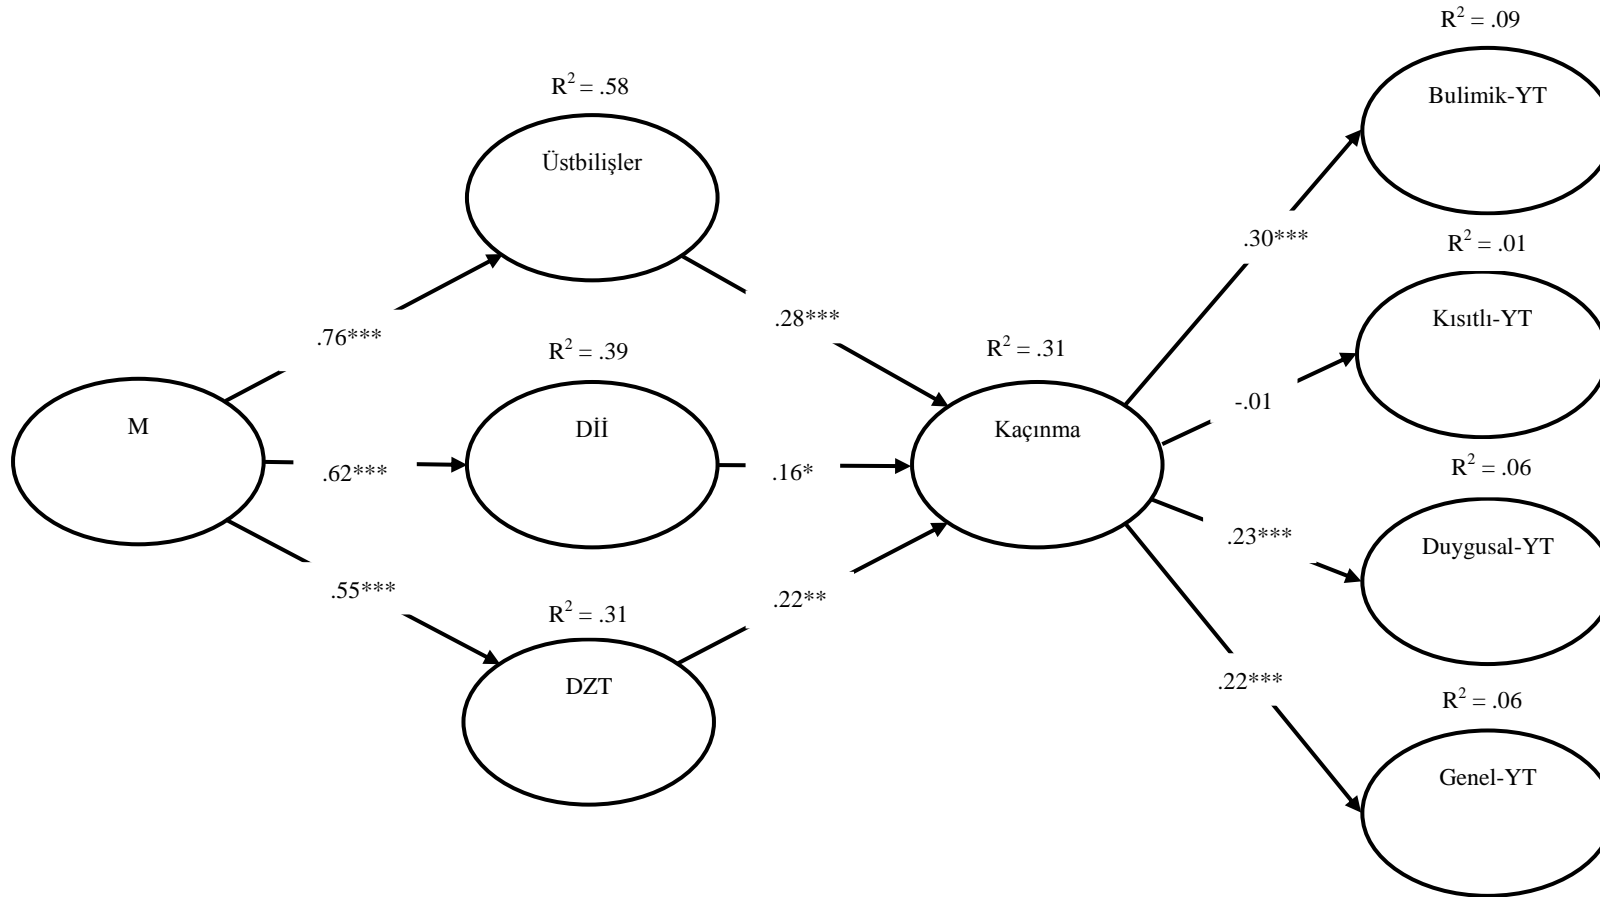 R² = .09
Bulimik-YT
R² = .58
Üstbilişler
.30***
R² = .01
Kısıtlı-YT
.76***
.28***
R² = .39
R² = .31
-.01
M
Dİİ
Kaçınma
.62***
.16*
R² = .06
Duygusal-YT
.23***
.55***
.22**
R² = .31
DZT
.22***
R² = .06
Genel-YT